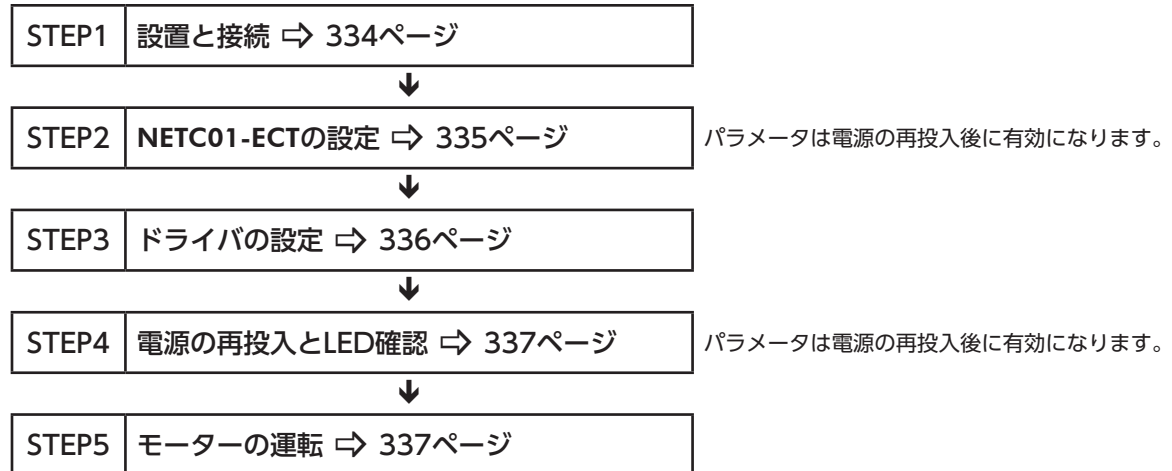 STEP1 設置と接続 ⇨ 334ページ
STEP2 NETC01-ECTの設定 ⇨ 335ページ パラメータは電源の再投入後に有効になります。
STEP3 ドライバの設定 ⇨ 336ページ
STEP4 電源の再投入とLED確認 ⇨ 337ページ パラメータは電源の再投入後に有効になります。
STEP5 モーターの運転 ⇨ 337ページ